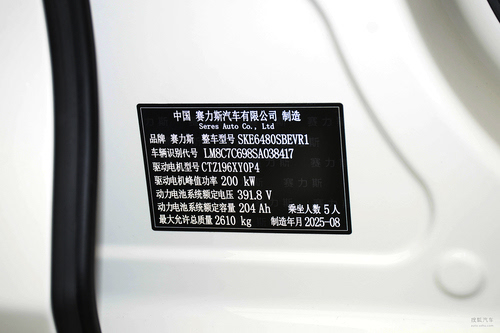 中国 赛力斯汽车有限公司 制造
Seres Auto Co., Ltd
品牌 赛力斯 整车型号 SKE6480SBEVR1
车辆识别代号 LM8C7C698SA038417
驱动电机型号 CTZ196XY0P4
驱动电机峰值功率 200 kW
动力电池系统额定电压 391.8 V
动力电池系统额定容量 204 Ah 乘坐人数 5 人
最大允许总质量 2610 kg 制造年月 2025-08
搜狐汽车